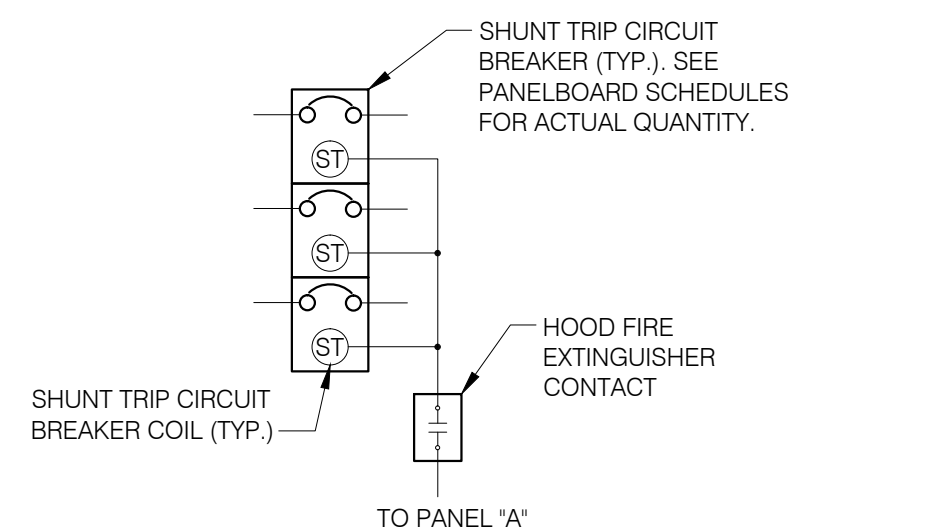 SHUNT TRIP CIRCUIT
BREAKER (TYP.). SEE
PANELBOARD SCHEDULES
FOR ACTUAL QUANTITY.
ST
ST
ST
HOOD FIRE
EXTINGUISHER
CONTACT
SHUNT TRIP CIRCUIT
BREAKER COIL (TYP.)
TO PANEL "A"